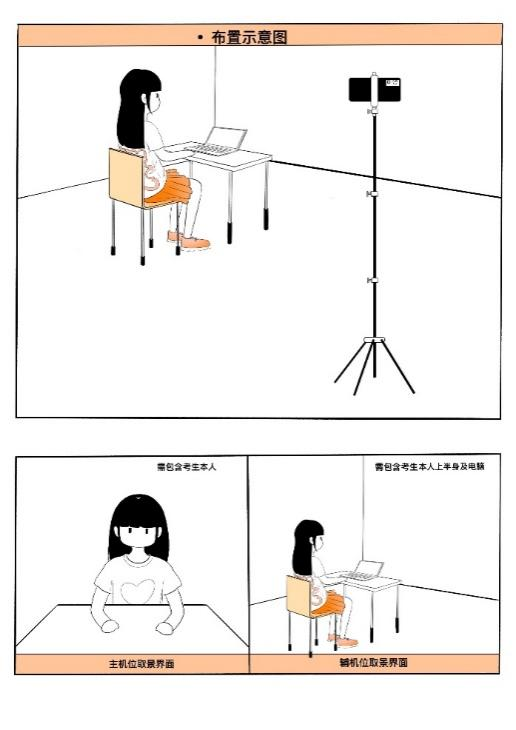 • 布置示意图
需包含考生本人
需包含考生本人上半身及电脑
主机位取景界面
辅机位取景界面